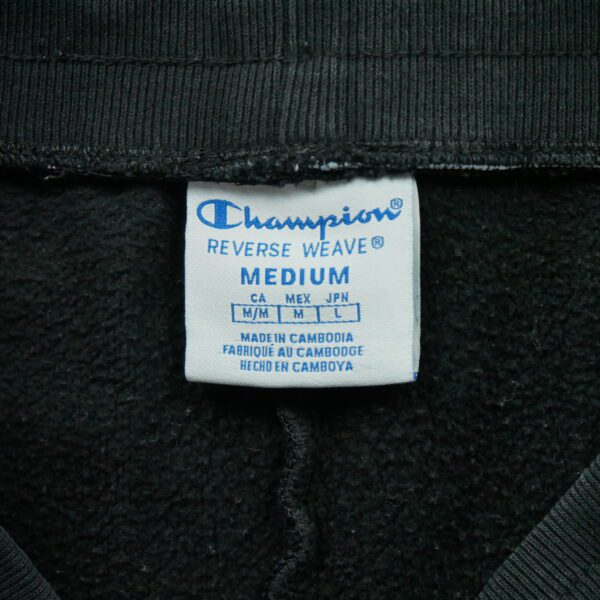 Champion®
REVERSE WEAVE®
MEDIUM
CA MEX JPN
M/M M L
MADE IN CAMBODIA
FABRIQUÉ AU CAMBODGE
HECHO EN CAMBOYA